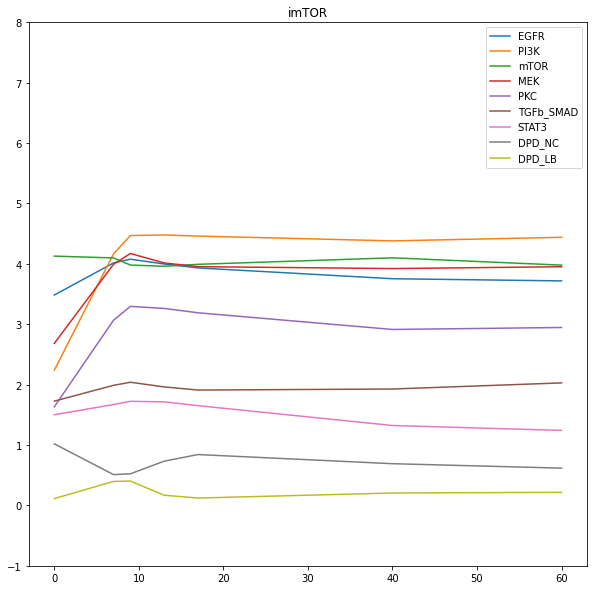 imTOR
8
7
6
5
4
3
2
1
0
−1
0 10 20 30 40 50 60
EGFR
PI3K
mTOR
MEK
PKC
TGFb_SMAD
STAT3
DPD_NC
DPD_LB